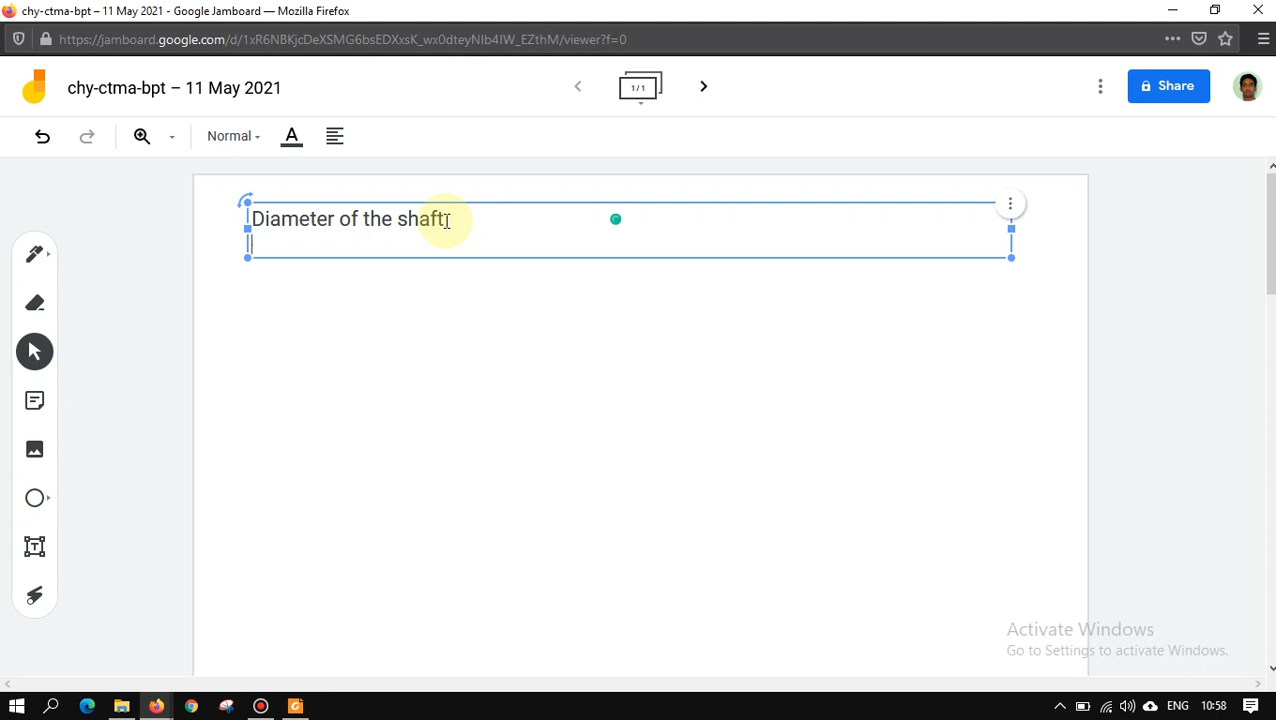 chy-ctma-bpt – 11 May 2021 - Google Jamboard — Mozilla Firefox
https://jamboard.google.com/d/1xR6NBKjcDeXSMG6bsEDXxsK_wx0dteyNIb4IW_EZthM/viewer?f=0
chy-ctma-bpt – 11 May 2021
1/1
Share
Normal
A
Diameter of the shaft
T
Activate Windows
Go to Settings to activate Windows.
ENG 10:58